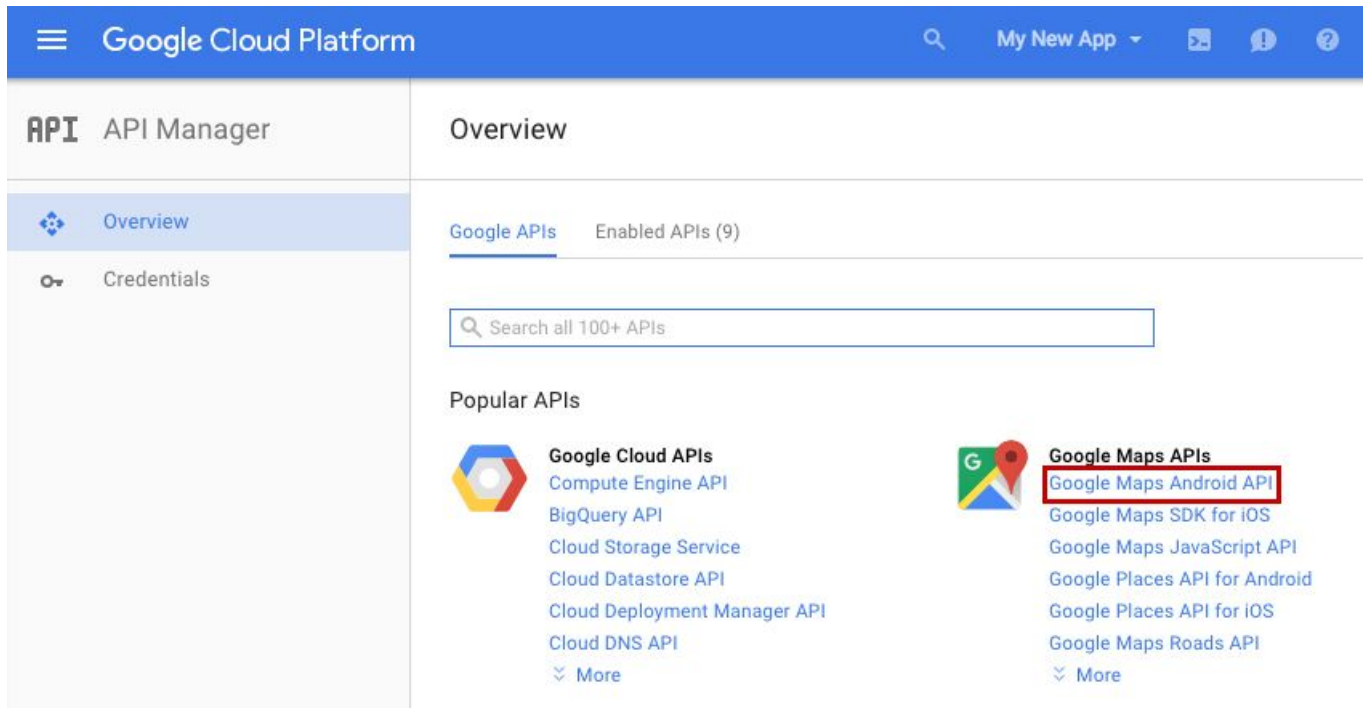 Google Cloud Platform
My New App
API API Manager
Overview
Overview
Credentials
Google APIs Enabled APIs (9)
Search all 100+ APIs
Popular APIs
Google Cloud APIs
Compute Engine API
BigQuery API
Cloud Storage Service
Cloud Datastore API
Cloud Deployment Manager API
Cloud DNS API
More
G
Google Maps APIs
Google Maps Android API
Google Maps SDK for iOS
Google Maps JavaScript API
Google Places API for Android
Google Places API for iOS
Google Maps Roads API
More